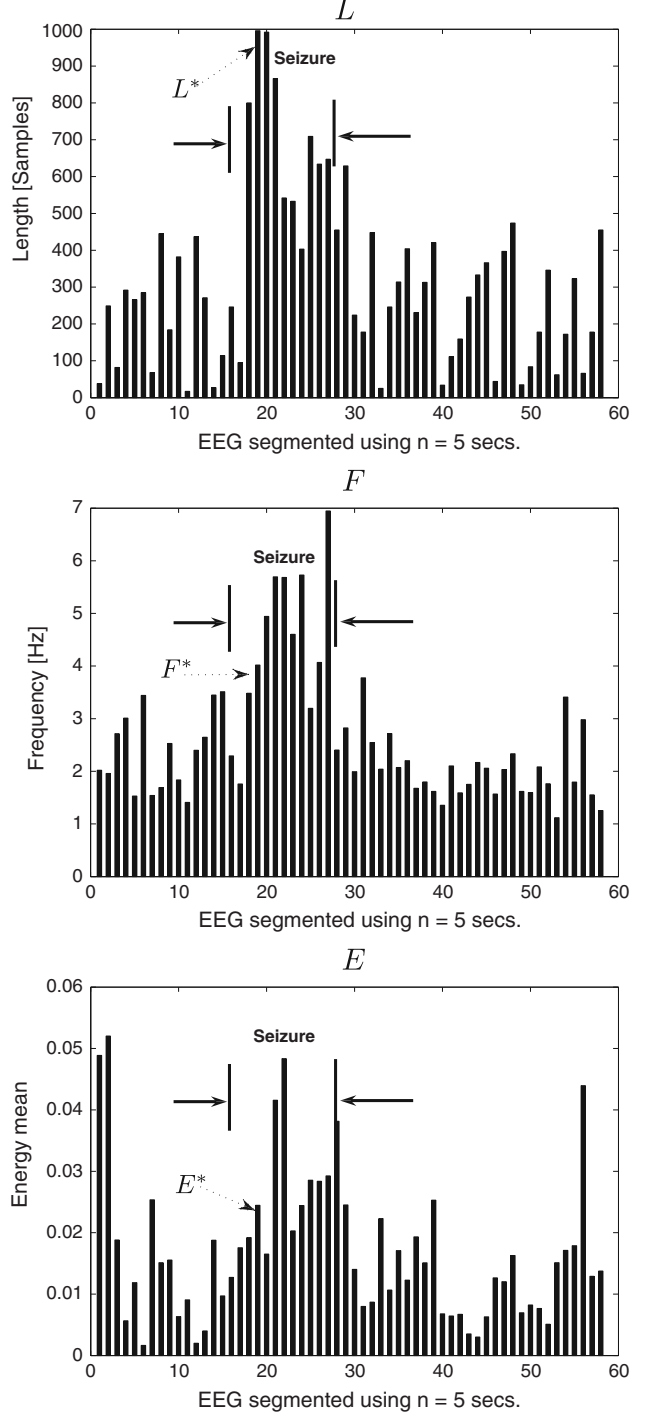 L
1000
900
800
700
600
500
400
300
200
100
0
Length [Samples]
Seizure
L*
0 10 20 30 40 50 60
EEG segmented using n = 5 secs.
F
7
6
5
4
3
2
1
0
Frequency [Hz]
Seizure
F*
0 10 20 30 40 50 60
EEG segmented using n = 5 secs.
E
0.06
0.05
0.04
0.03
0.02
0.01
0
Energy mean
Seizure
E*
0 10 20 30 40 50 60
EEG segmented using n = 5 secs.